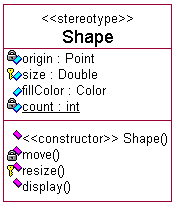 <<stereotype>>
Shape
origin : Point
size : Double
fillColor : Color
count : int
<<constructor>> Shape()
move()
resize()
display()